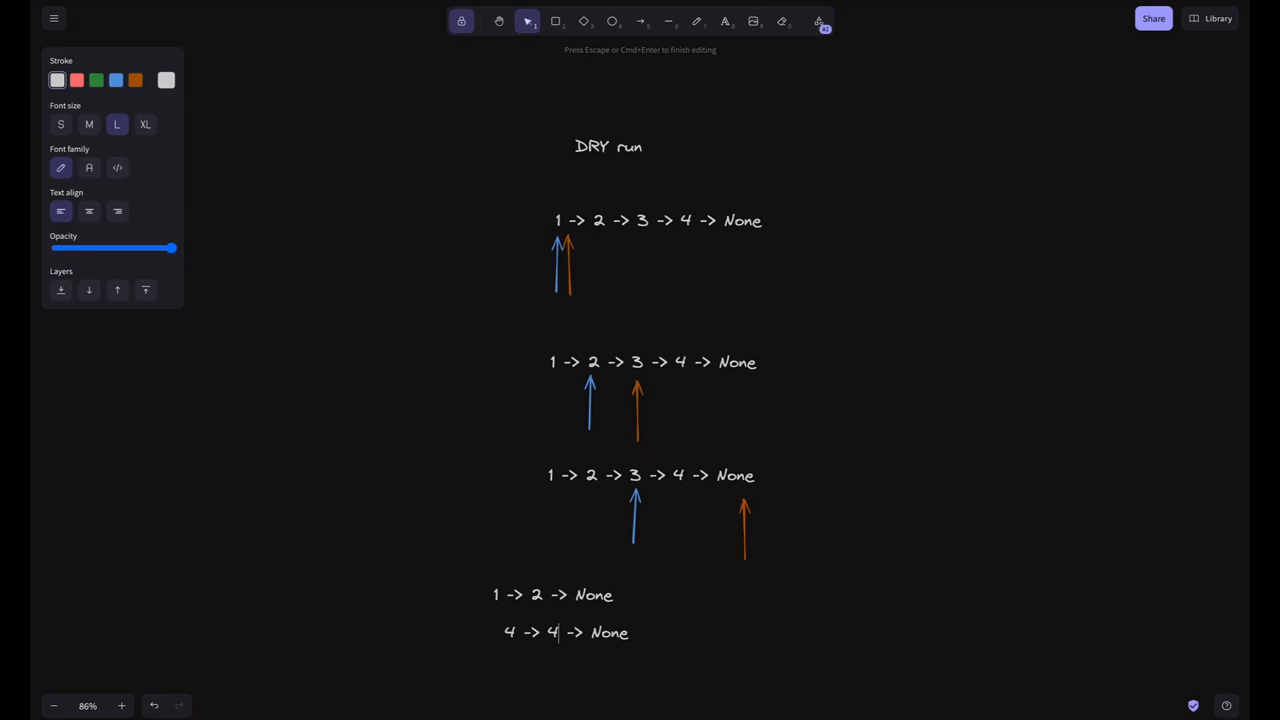 Share
Library
Press Escape or Cmd+Enter to finish editing
Stroke
Font size
S M L XL
Font family
A </>
Text align
Opacity
Layers
DRY run
1 -> 2 -> 3 -> 4 -> None
1 -> 2 -> 3 -> 4 -> None
1 -> 2 -> 3 -> 4 -> None
1 -> 2 -> None
4 -> 4 -> None
86%